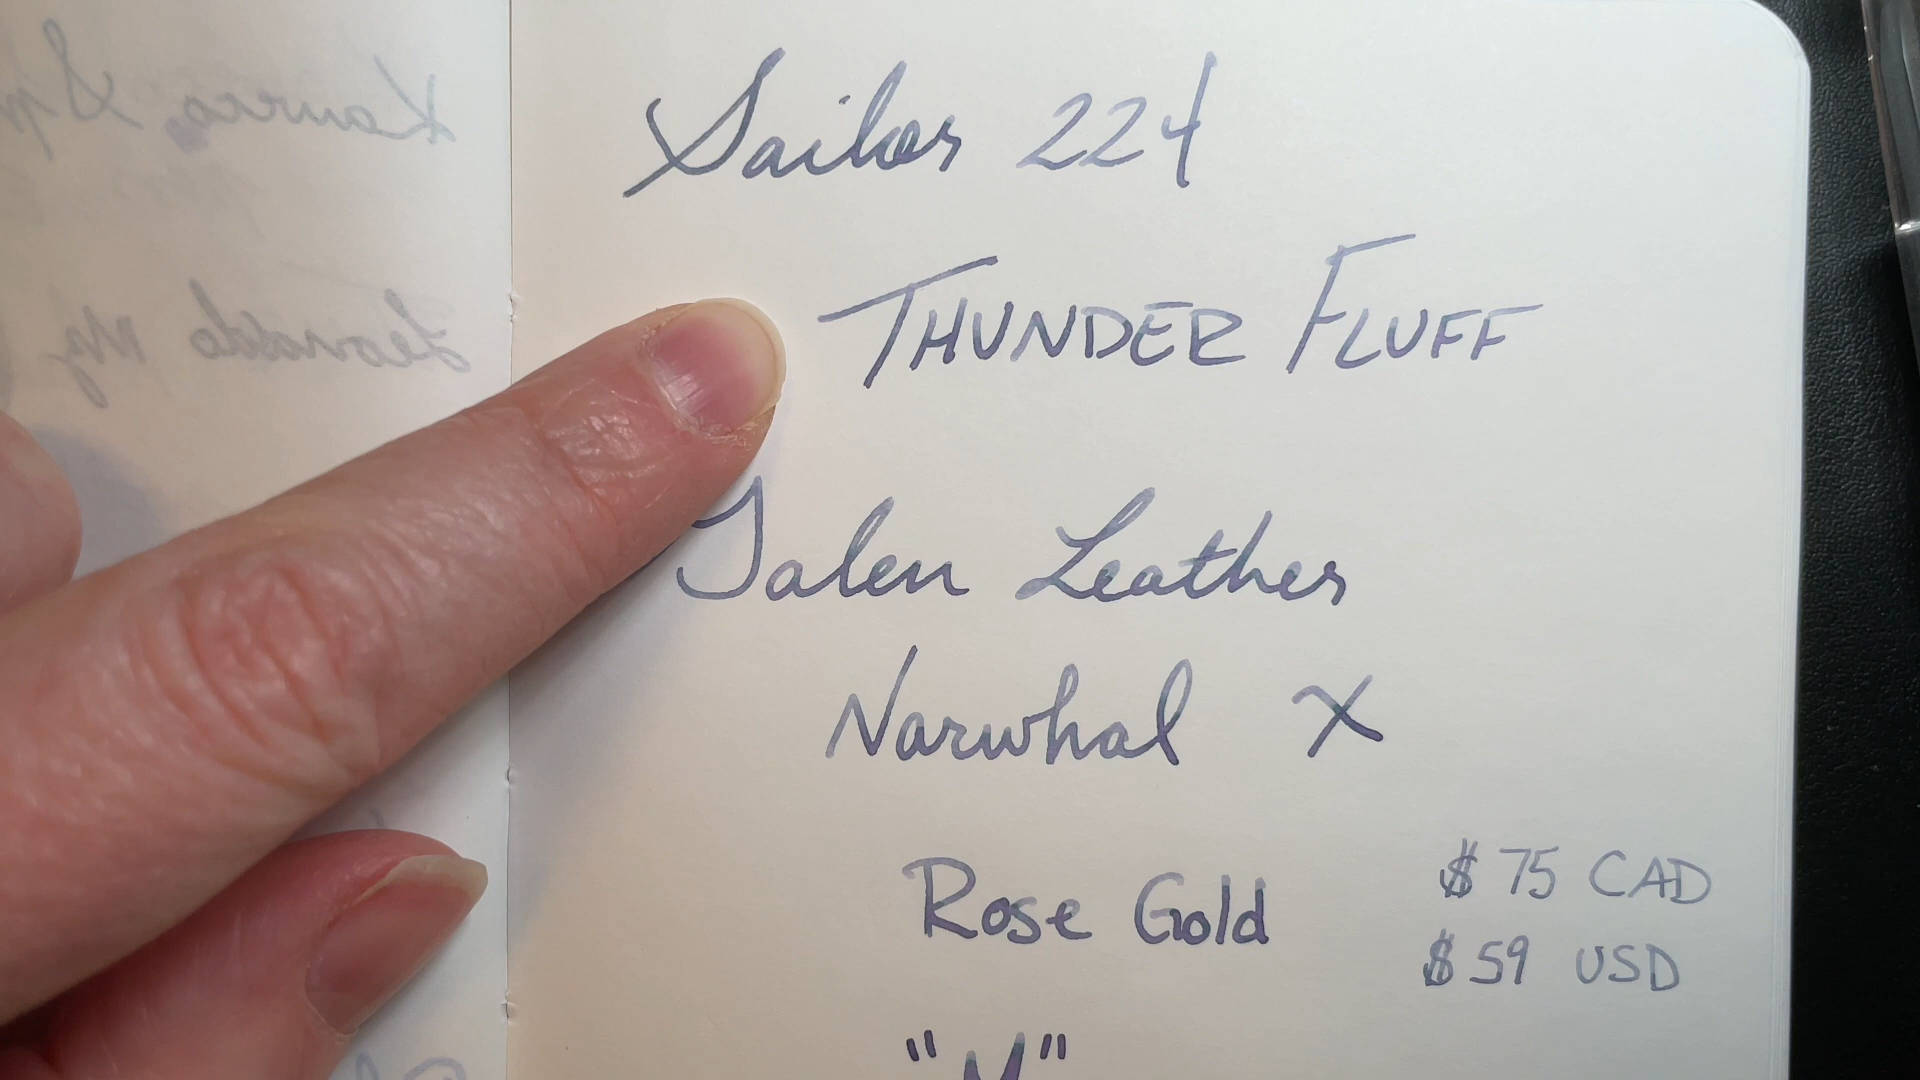 Sailor 224
THUNDER FLUFF
Galen Leather
Narwhal X
Rose Gold
$75 CAD
$59 USD
"M"